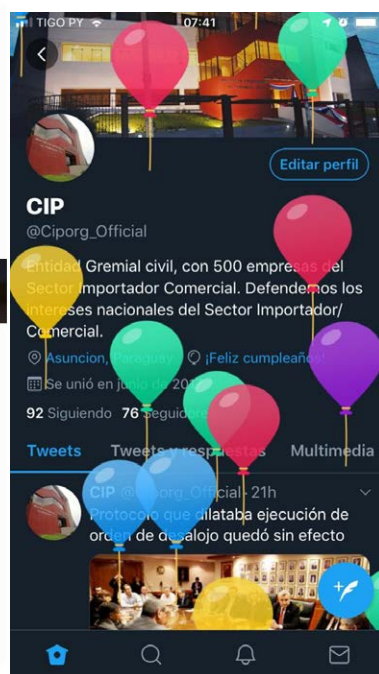 TIGO PY 07:41
Editar perfil
CIP
@Ciporg_Official
Entidad Gremial civil, con 500 empresas del
Sector Importador Comercial. Defendemos los
intereses nacionales del Sector Importador/
Comercial.
Asuncion, Paraguay ¡Feliz cumpleaños!
Se unió en junio de
92 Siguiendo 76 Seguidores
Tweets Tweets y respuestas Multimedia
CIP @Ciporg_Official · 21h
Protocolo que dilataba ejecución de
orden de desalojo quedó sin efecto